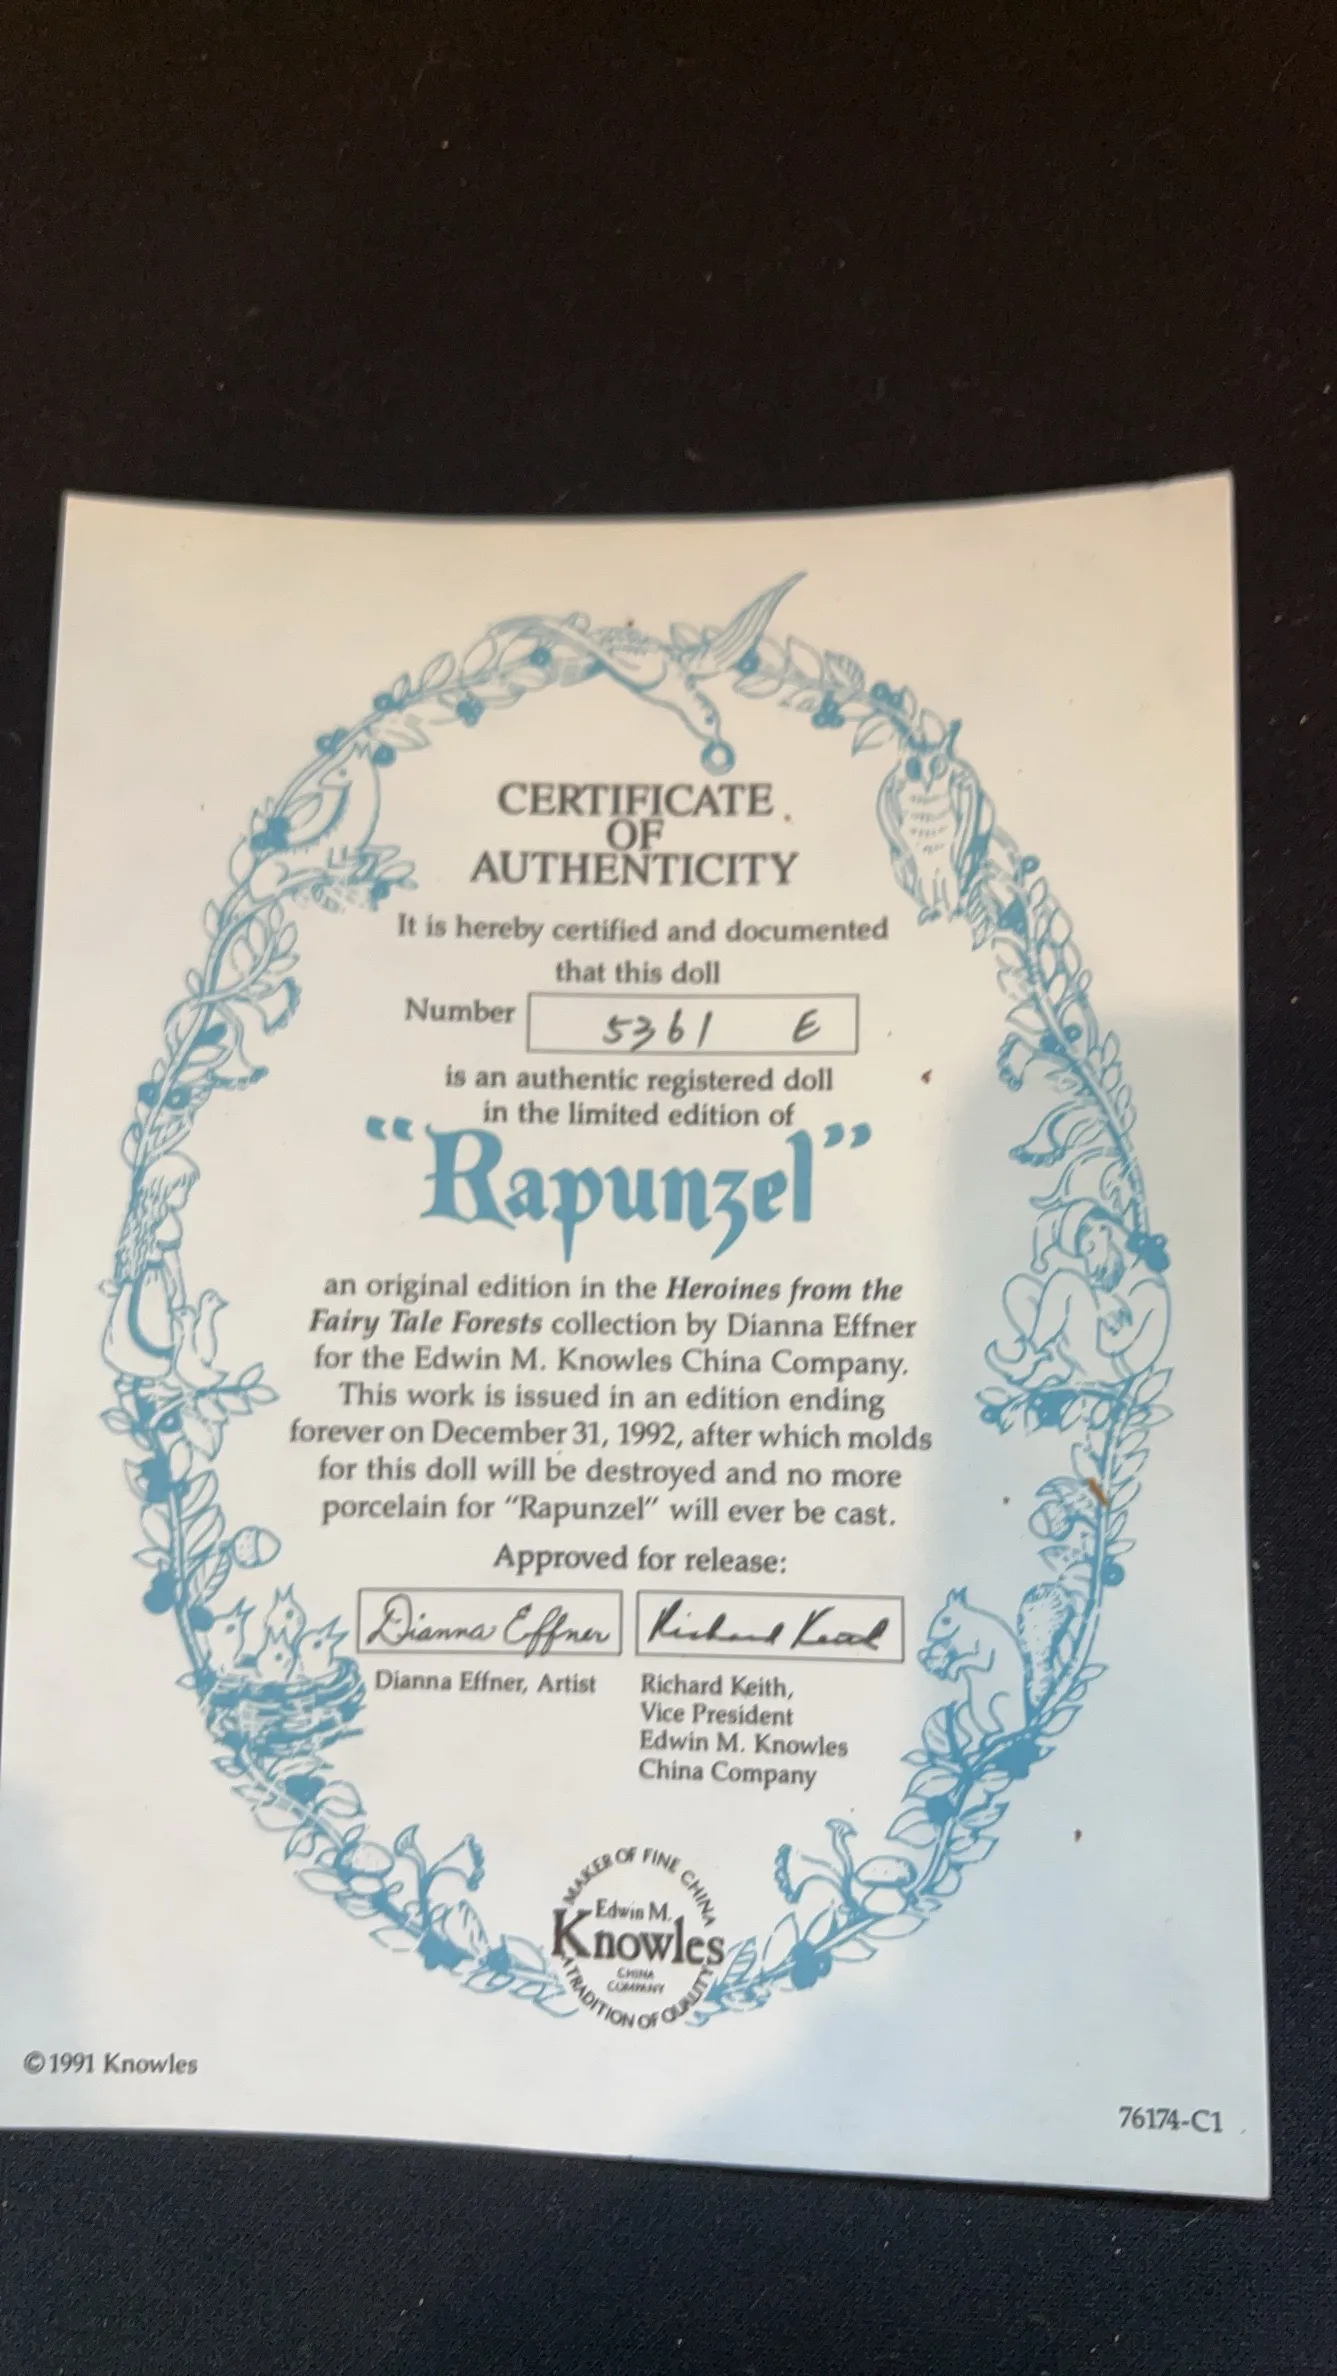 CERTIFICATE
OF
AUTHENTICITY
It is hereby certified and documented
that this doll
Number 5361 E
is an authentic registered doll
in the limited edition of
“Rapunzel”
an original edition in the Heroines from the
Fairy Tale Forests collection by Dianna Effner
for the Edwin M. Knowles China Company.
This work is issued in an edition ending
forever on December 31, 1992, after which molds
for this doll will be destroyed and no more
porcelain for “Rapunzel” will ever be cast.
Approved for release:
Dianna Effner Richard Keith
Dianna Effner, Artist
Richard Keith,
Vice President
Edwin M. Knowles
China Company
MAKER OF FINE CHINA
Edwin M.
Knowles
CHINA
COMPANY
A TRADITION OF QUALITY
©1991 Knowles
76174-C1